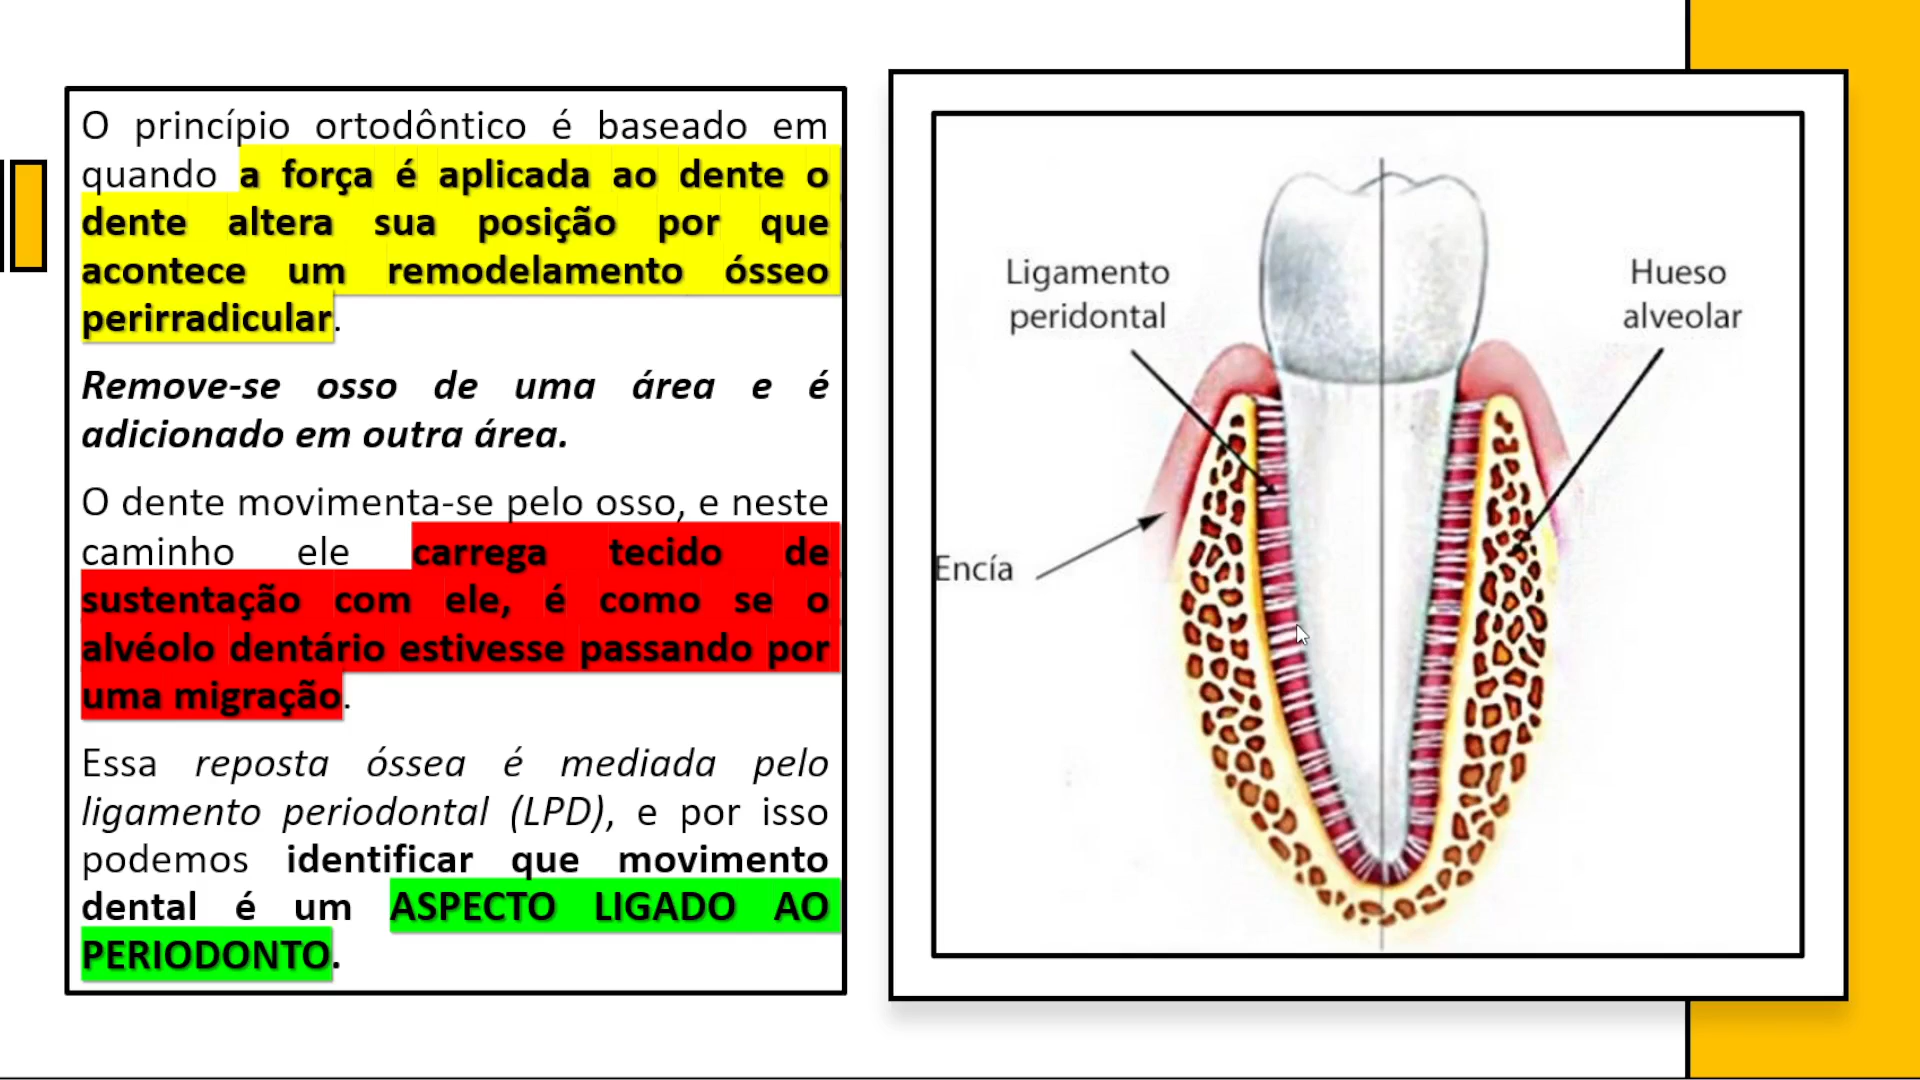 O princípio ortodôntico é baseado em
quando a força é aplicada ao dente o
dente altera sua posição por que
acontece um remodelamento ósseo
perirradicular.
Remove-se osso de uma área e é
adicionado em outra área.
O dente movimenta-se pelo osso, e neste
caminho ele carrega tecido de
sustentação com ele, é como se o
alvéolo dentário estivesse passando por
uma migração.
Essa reposta óssea é mediada pelo
ligamento periodontal (LPD), e por isso
podemos identificar que movimento
dental é um ASPECTO LIGADO AO
PERIODONTO.
Ligamento
peridontal
Hueso
alveolar
Encía